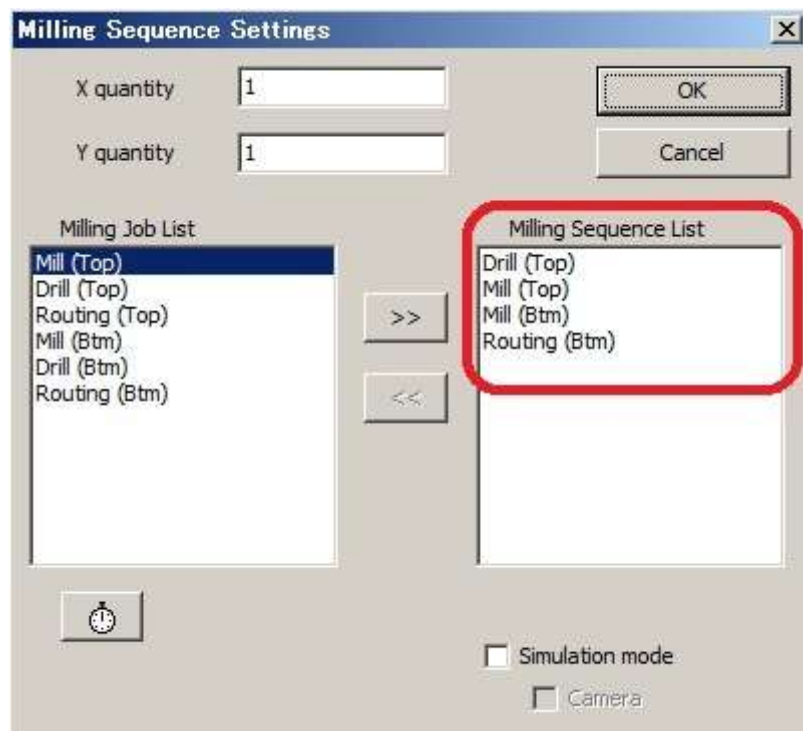 Milling Sequence Settings
X quantity 1 OK
Y quantity 1 Cancel
Milling Job List
Mill (Top)
Drill (Top)
Routing (Top)
Mill (Btm)
Drill (Btm)
Routing (Btm)
>>
<<
Milling Sequence List
Drill (Top)
Mill (Top)
Mill (Btm)
Routing (Btm)
Simulation mode
Camera